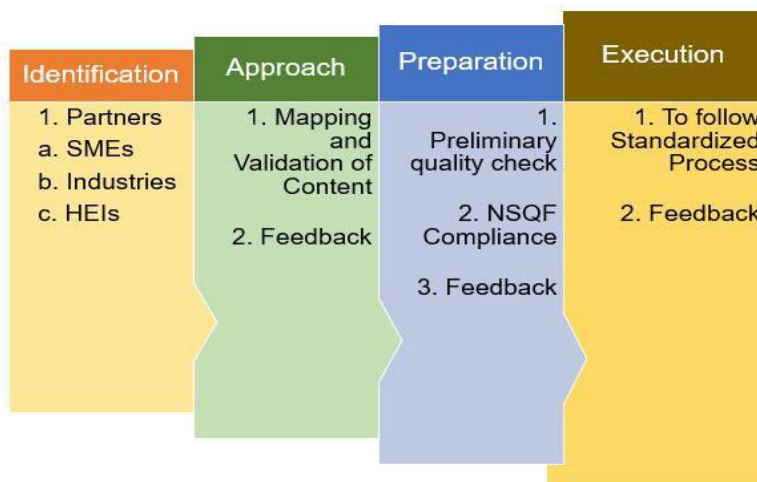 Identification
1. Partners
a. SMEs
b. Industries
c. HEIs
Approach
1. Mapping
and
Validation of
Content
2. Feedback
Preparation
1.
Preliminary
quality check
2. NSQF
Compliance
3. Feedback
Execution
1. To follow
Standardized
Process
2. Feedback